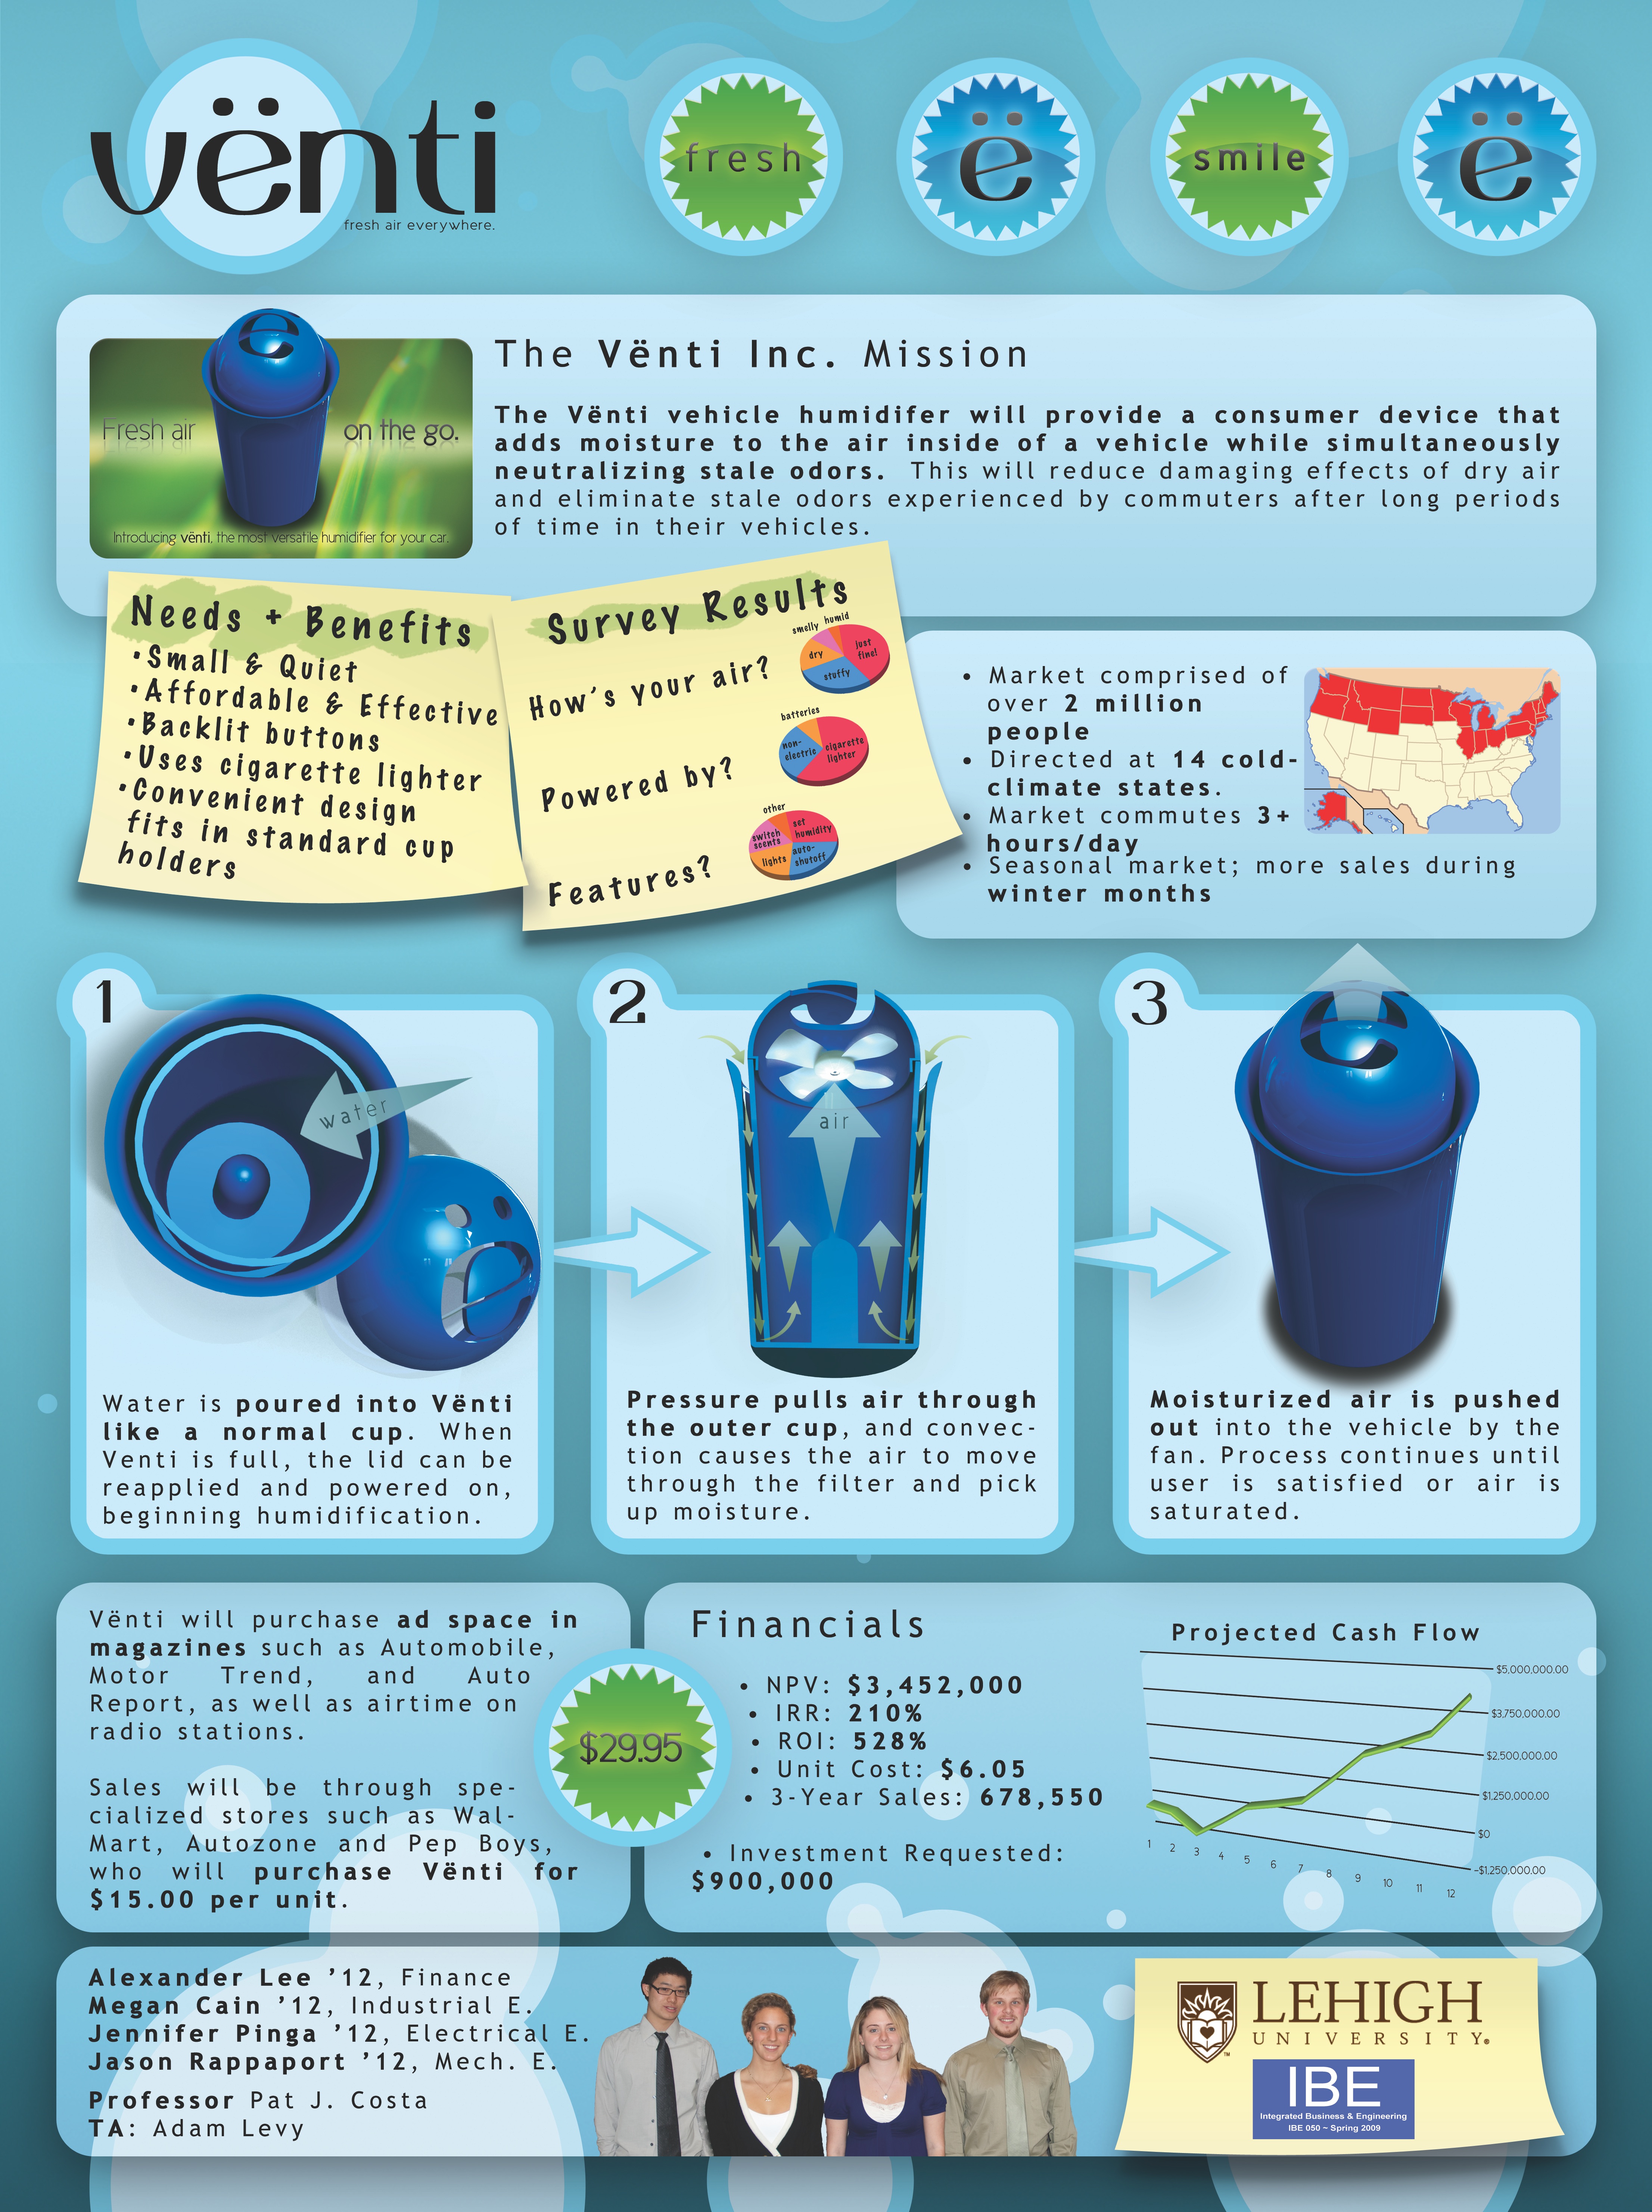 vënti
fresh air everywhere.
fresh
ë
smile
ë
Fresh air
on the go.
Introducing vënti, the most versatile humidifier for your car.
The Vënti Inc. Mission
The Vënti vehicle humidifer will provide a consumer device that
adds moisture to the air inside of a vehicle while simultaneously
neutralizing stale odors. This will reduce damaging effects of dry air
and eliminate stale odors experienced by commuters after long periods
of time in their vehicles.
Needs + Benefits
·Small & Quiet
·Affordable & Effective
·Backlit buttons
·Uses cigarette lighter
·Convenient design
fits in standard cup
holders
Survey Results
How's your air?
smelly
humid
just
fine!
dry
stuffy
Powered by?
batteries
non-
electric
cigarette
lighter
Features?
other
set
humidity
switch
scents
lights
auto-
shutoff
• Market comprised of
over 2 million
people
• Directed at 14 cold-
climate states.
• Market commutes 3+
hours/day
• Seasonal market; more sales during
winter months
1
water
Water is poured into Vënti
like a normal cup. When
Venti is full, the lid can be
reapplied and powered on,
beginning humidification.
2
air
Pressure pulls air through
the outer cup, and convec-
tion causes the air to move
through the filter and pick
up moisture.
3
Moisturized air is pushed
out into the vehicle by the
fan. Process continues until
user is satisfied or air is
saturated.
Vënti will purchase ad space in
magazines such as Automobile,
Motor Trend, and Auto
Report, as well as airtime on
radio stations.
Sales will be through spe-
cialized stores such as Wal-
Mart, Autozone and Pep Boys,
who will purchase Vënti for
$15.00 per unit.
$29.95
Financials
• NPV: $3,452,000
• IRR: 210%
• ROI: 528%
• Unit Cost: $6.05
• 3-Year Sales: 678,550
• Investment Requested:
$900,000
Projected Cash Flow
$5,000,000.00
$3,750,000.00
$2,500,000.00
$1,250,000.00
$0
-$1,250,000.00
1 2 3 4 5 6 7 8 9 10 11 12
Alexander Lee ’12, Finance
Megan Cain ’12, Industrial E.
Jennifer Pinga ’12, Electrical E.
Jason Rappaport ’12, Mech. E.
Professor Pat J. Costa
TA: Adam Levy
LEHIGH
UNIVERSITY®
TM
IBE
Integrated Business & Engineering
IBE 050 ~ Spring 2009